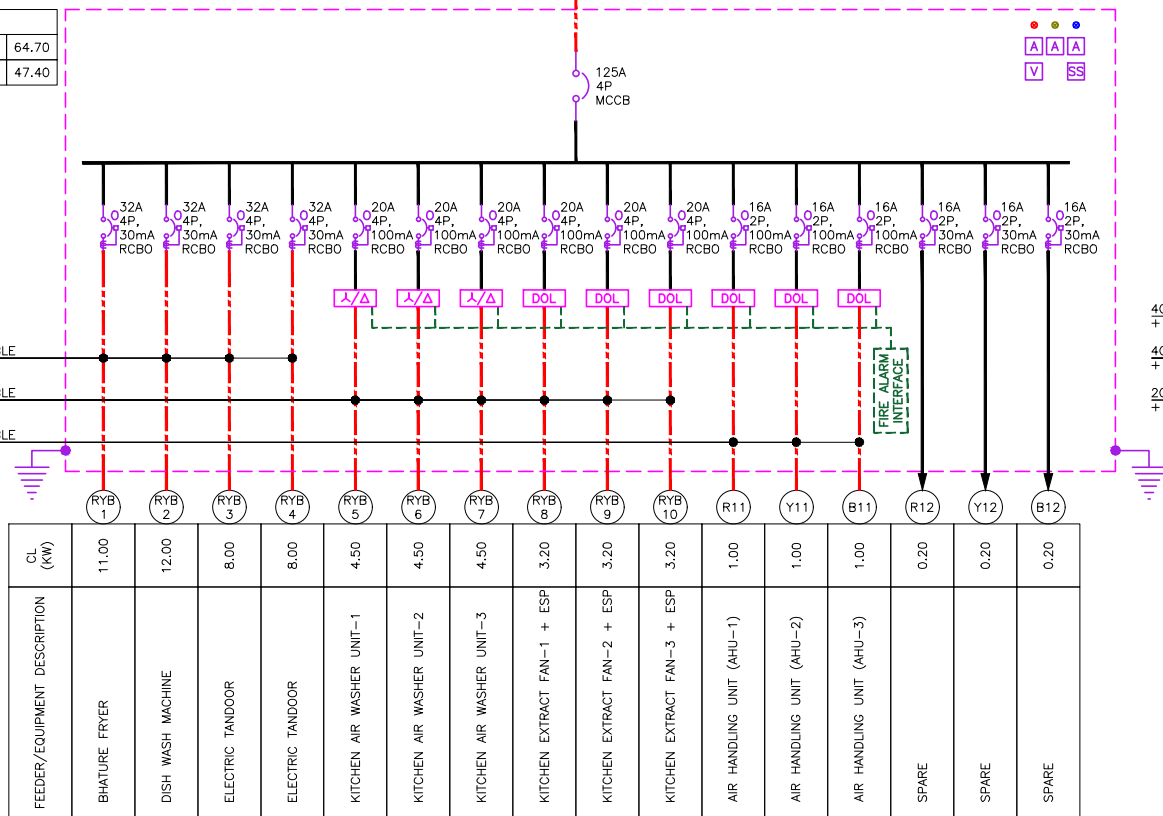 64.70
47.40
A A A
V SS
125A
4P
MCCB
32A
4P,
30mA
RCBO
32A
4P,
30mA
RCBO
32A
4P,
30mA
RCBO
32A
4P,
30mA
RCBO
20A
4P,
100mA
RCBO
20A
4P,
100mA
RCBO
20A
4P,
100mA
RCBO
20A
4P,
100mA
RCBO
20A
4P,
100mA
RCBO
20A
4P,
100mA
RCBO
16A
2P,
100mA
RCBO
16A
2P,
100mA
RCBO
16A
2P,
100mA
RCBO
16A
2P,
30mA
RCBO
16A
2P,
30mA
RCBO
16A
2P,
30mA
RCBO
⅄/Δ ⅄/Δ ⅄/Δ DOL DOL DOL DOL DOL DOL
FIRE ALARM
INTERFACE
BLE
BLE
BLE
40
+
40
+
20
+
RYB
1
RYB
2
RYB
3
RYB
4
RYB
5
RYB
6
RYB
7
RYB
8
RYB
9
RYB
10
R11
Y11
B11
R12
Y12
B12
CL
(KW)
11.00
12.00
8.00
8.00
4.50
4.50
4.50
3.20
3.20
3.20
1.00
1.00
1.00
0.20
0.20
0.20
FEEDER/EQUIPMENT DESCRIPTION
BHATURE FRYER
DISH WASH MACHINE
ELECTRIC TANDOOR
ELECTRIC TANDOOR
KITCHEN AIR WASHER UNIT-1
KITCHEN AIR WASHER UNIT-2
KITCHEN AIR WASHER UNIT-3
KITCHEN EXTRACT FAN-1 + ESP
KITCHEN EXTRACT FAN-2 + ESP
KITCHEN EXTRACT FAN-3 + ESP
AIR HANDLING UNIT (AHU-1)
AIR HANDLING UNIT (AHU-2)
AIR HANDLING UNIT (AHU-3)
SPARE
SPARE
SPARE